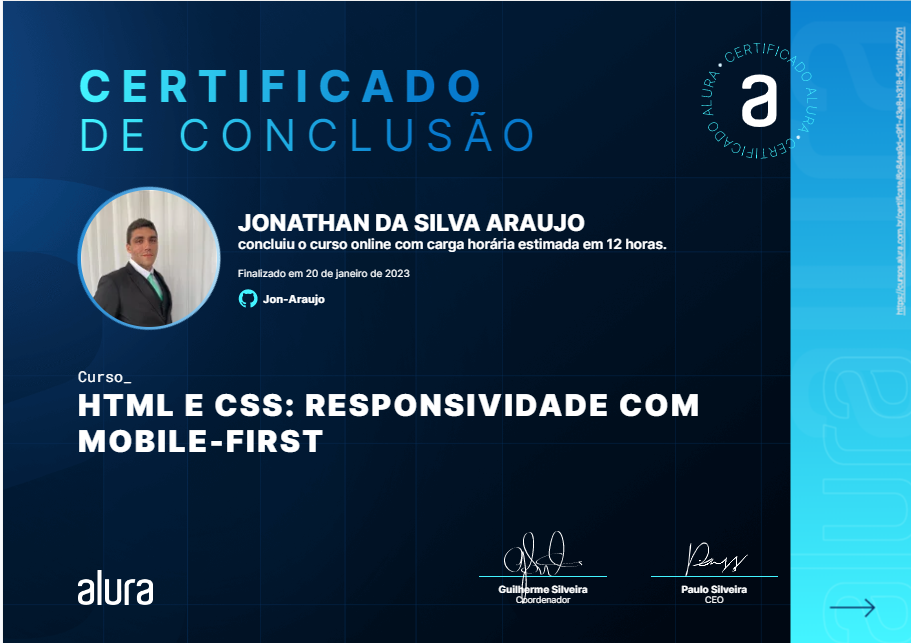 CERTIFICADO
DE CONCLUSÃO
CERTIFICADO ALURA • CERTIFICADO ALURA •
a
JONATHAN DA SILVA ARAUJO
concluiu o curso online com carga horária estimada em 12 horas.
Finalizado em 20 de janeiro de 2023
Jon-Araujo
Curso_
HTML E CSS: RESPONSIVIDADE COM
MOBILE-FIRST
alura
Guilherme Silveira
Coordenador
Paulo Silveira
CEO
alura